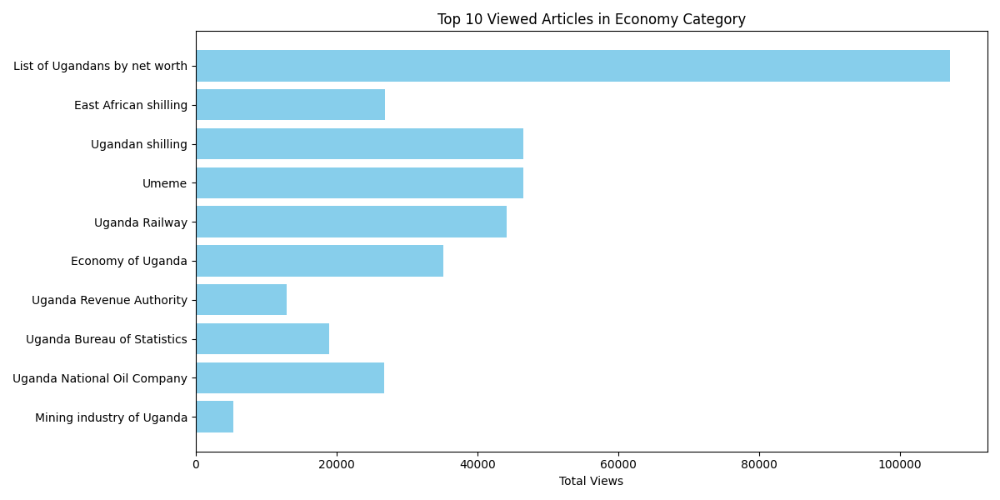 Top 10 Viewed Articles in Economy Category
List of Ugandans by net worth
East African shilling
Ugandan shilling
Umeme
Uganda Railway
Economy of Uganda
Uganda Revenue Authority
Uganda Bureau of Statistics
Uganda National Oil Company
Mining industry of Uganda
0 20000 40000 60000 80000 100000
Total Views